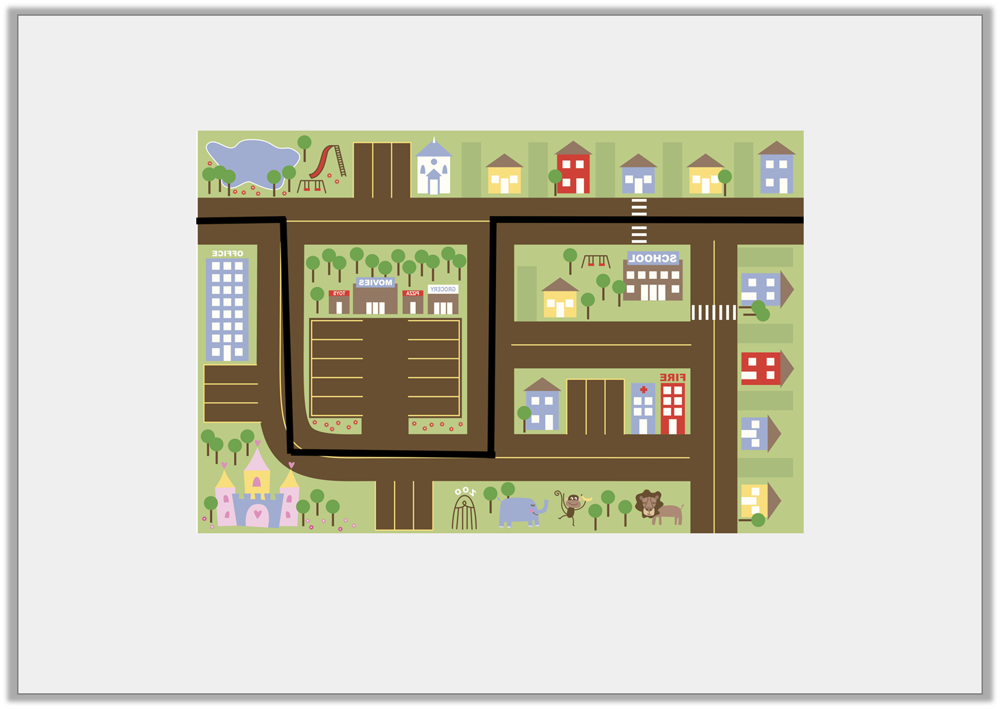 OFFICE
SCHOOL
MOVIES
GROCERY
TOYS
PIZZA
FIRE
ZOO